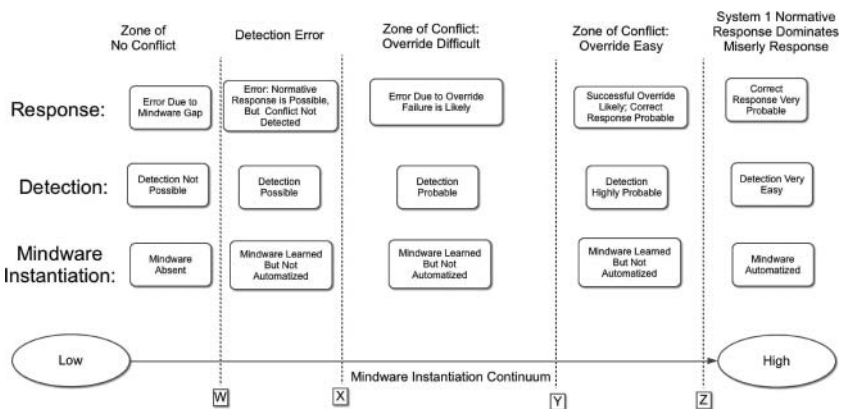 Zone of
No Conflict
Detection Error
Zone of Conflict:
Override Difficult
Zone of Conflict:
Override Easy
System 1 Normative
Response Dominates
Miserly Response
Response:
Error Due to
Mindware Gap
Error: Normative
Response is Possible,
But Conflict Not
Detected
Error Due to Override
Failure is Likely
Successful Override
Likely; Correct
Response Probable
Correct
Response Very
Probable
Detection:
Detection Not
Possible
Detection
Possible
Detection
Probable
Detection
Highly Probable
Detection Very
Easy
Mindware
Instantiation:
Mindware
Absent
Mindware Learned
But Not
Automatized
Mindware Learned
But Not
Automatized
Mindware Learned
But Not
Automatized
Mindware
Automatized
Low
High
Mindware Instantiation Continuum
W
X
Y
Z